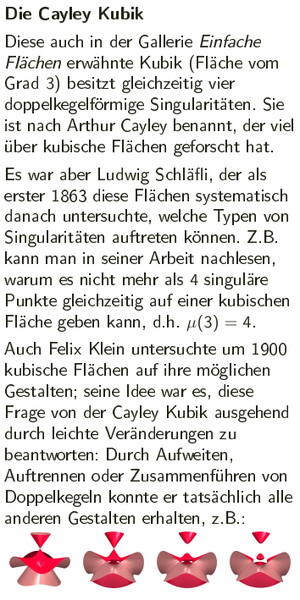 Die Cayley Kubik
Diese auch in der Gallerie Einfache
Flächen erwähnte Kubik (Fläche vom
Grad 3) besitzt gleichzeitig vier
doppelkegelförmige Singularitäten. Sie
ist nach Arthur Cayley benannt, der viel
über kubische Flächen geforscht hat.
Es war aber Ludwig Schläfli, der als
erster 1863 diese Flächen systematisch
danach untersuchte, welche Typen von
Singularitäten auftreten können. Z.B.
kann man in seiner Arbeit nachlesen,
warum es nicht mehr als 4 singuläre
Punkte gleichzeitig auf einer kubischen
Fläche geben kann, d.h. μ(3) = 4.
Auch Felix Klein untersuchte um 1900
kubische Flächen auf ihre möglichen
Gestalten; seine Idee war es, diese
Frage von der Cayley Kubik ausgehend
durch leichte Veränderungen zu
beantworten: Durch Aufweiten,
Auftrennen oder Zusammenführen von
Doppelkegeln konnte er tatsächlich alle
anderen Gestalten erhalten, z.B.: